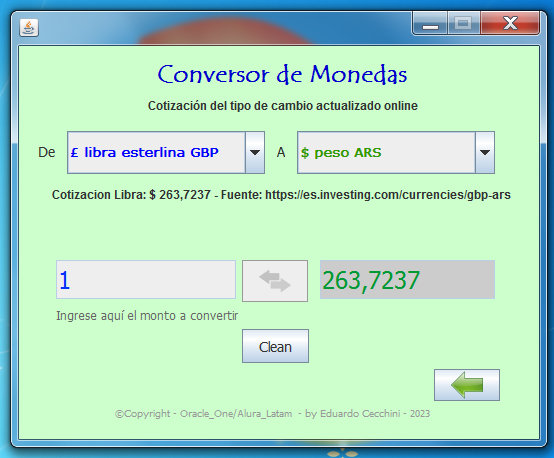 Conversor de Monedas
Cotización del tipo de cambio actualizado online
De £ libra esterlina GBP A $ peso ARS
Cotizacion Libra: $ 263,7237 - Fuente: https://es.investing.com/currencies/gbp-ars
1 263,7237
Ingrese aquí el monto a convertir
Clean
©Copyright - Oracle_One/Alura_Latam - by Eduardo Cecchini - 2023